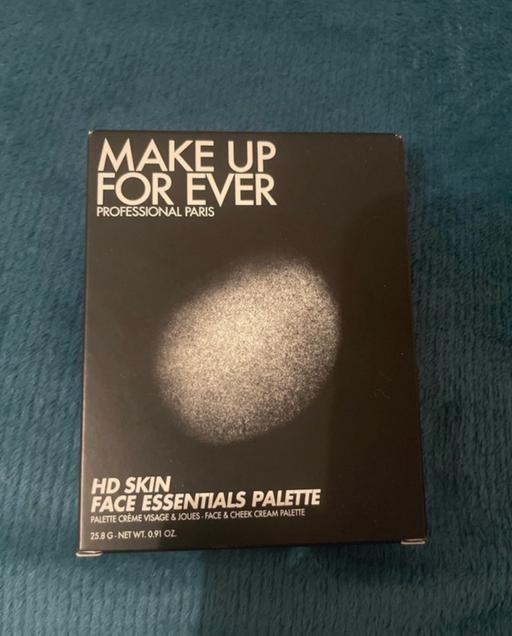 MAKE UP
FOR EVER
PROFESSIONAL PARIS
HD SKIN
FACE ESSENTIALS PALETTE
PALETTE CRÈME VISAGE & JOUES - FACE & CHEEK CREAM PALETTE
25.8 G - NET WT. 0.91 OZ.